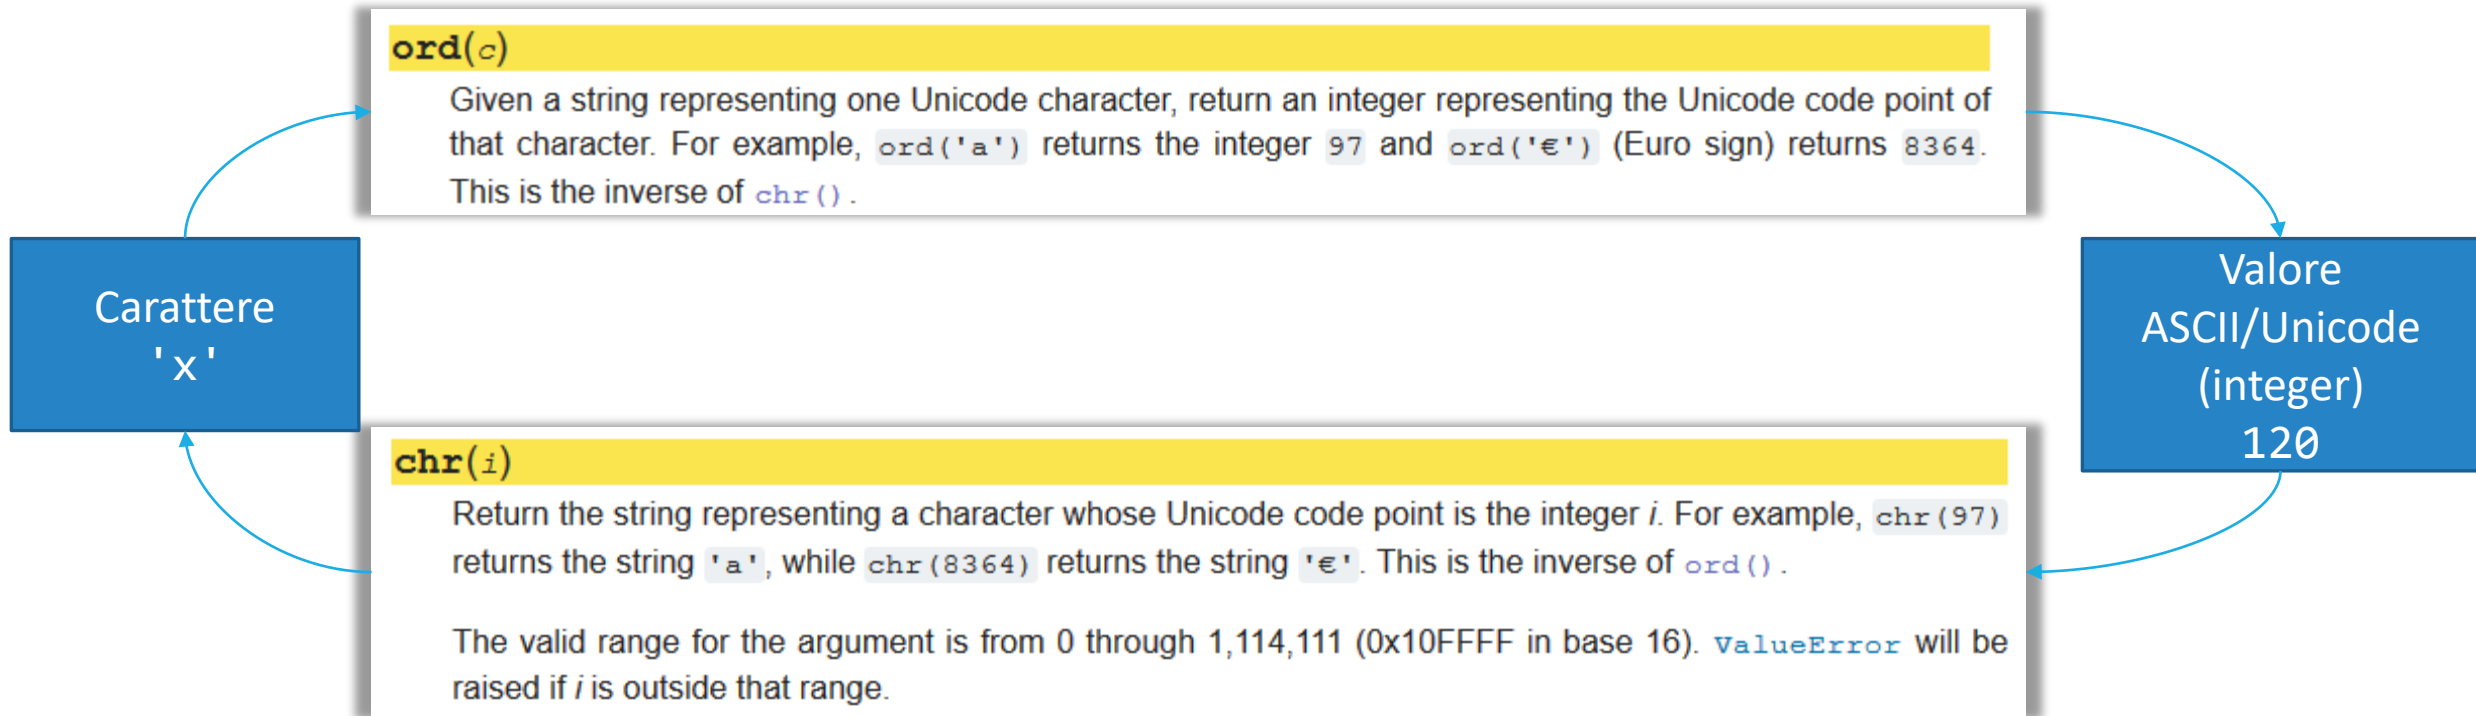 ord(c)
Given a string representing one Unicode character, return an integer representing the Unicode code point of
that character. For example, ord('a') returns the integer 97 and ord('€') (Euro sign) returns 8364.
This is the inverse of chr().
Carattere
'x'
Valore
ASCII/Unicode
(integer)
120
chr(i)
Return the string representing a character whose Unicode code point is the integer i. For example, chr(97)
returns the string 'a', while chr(8364) returns the string '€'. This is the inverse of ord().
The valid range for the argument is from 0 through 1,114,111 (0x10FFFF in base 16). ValueError will be
raised if i is outside that range.